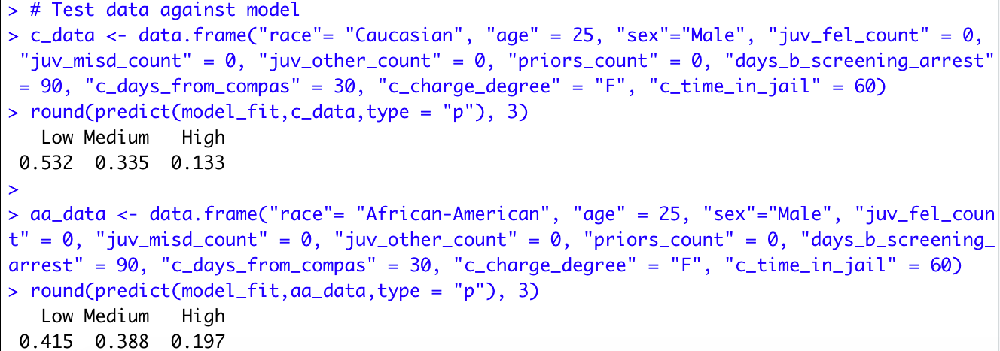 > # Test data against model
> c_data <- data.frame("race"= "Caucasian", "age" = 25, "sex"="Male", "juv_fel_count" = 0,
"juv_misd_count" = 0, "juv_other_count" = 0, "priors_count" = 0, "days_b_screening_arrest"
= 90, "c_days_from_compas" = 30, "c_charge_degree" = "F", "c_time_in_jail" = 60)
> round(predict(model_fit,c_data,type = "p"), 3)
Low Medium High
0.532 0.335 0.133
>
> aa_data <- data.frame("race"= "African-American", "age" = 25, "sex"="Male", "juv_fel_coun
t" = 0, "juv_misd_count" = 0, "juv_other_count" = 0, "priors_count" = 0, "days_b_screening_
arrest" = 90, "c_days_from_compas" = 30, "c_charge_degree" = "F", "c_time_in_jail" = 60)
> round(predict(model_fit,aa_data,type = "p"), 3)
Low Medium High
0.415 0.388 0.197